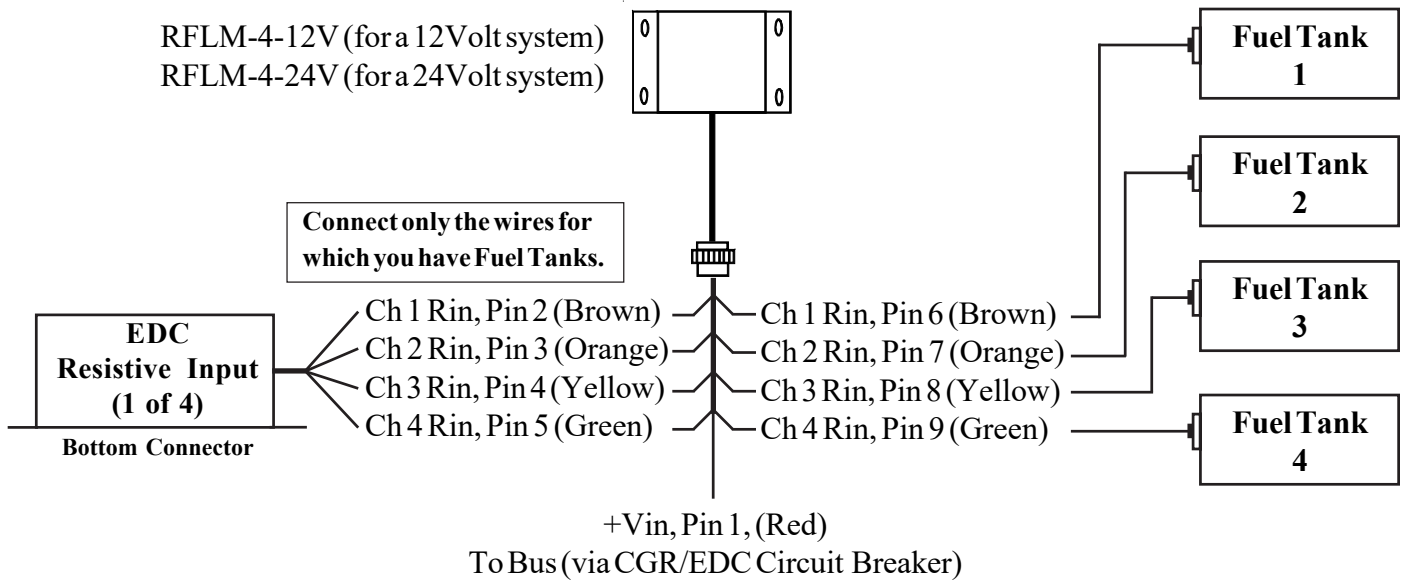 RFLM-4-12V (for a 12Volt system)
RFLM-4-24V (for a 24Volt system)
Fuel Tank
1
Fuel Tank
2
Connect only the wires for
which you have Fuel Tanks.
Fuel Tank
3
EDC
Resistive Input
(1 of 4)
Bottom Connector
Ch 1 Rin, Pin 2 (Brown)
Ch 2 Rin, Pin 3 (Orange)
Ch 3 Rin, Pin 4 (Yellow)
Ch 4 Rin, Pin 5 (Green)
Ch 1 Rin, Pin 6 (Brown)
Ch 2 Rin, Pin 7 (Orange)
Ch 3 Rin, Pin 8 (Yellow)
Ch 4 Rin, Pin 9 (Green)
Fuel Tank
4
+Vin, Pin 1, (Red)
To Bus (via CGR/EDC Circuit Breaker)